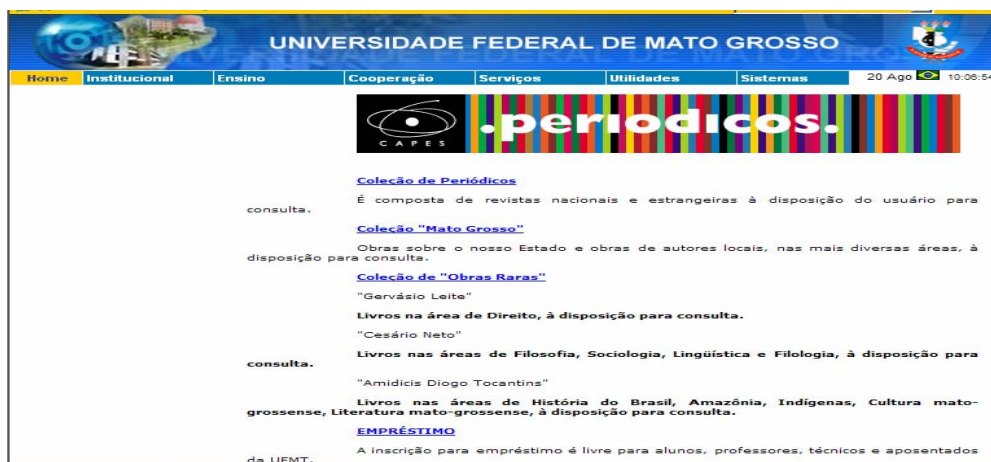 UNIVERSIDADE FEDERAL DE MATO GROSSO
Home Institucional Ensino Cooperação Serviços Utilidades Sistemas 20 Ago 10:06:54
CAPES .periodicos.
Coleção de Periódicos
É composta de revistas nacionais e estrangeiras à disposição do usuário para
consulta.
Coleção "Mato Grosso"
Obras sobre o nosso Estado e obras de autores locais, nas mais diversas áreas, à
disposição para consulta.
Coleção de "Obras Raras"
"Gervásio Leite"
Livros na área de Direito, à disposição para consulta.
"Cesário Neto"
Livros nas áreas de Filosofia, Sociologia, Lingüística e Filologia, à disposição para
consulta.
"Amidicis Diogo Tocantins"
Livros nas áreas de História do Brasil, Amazônia, Indígenas, Cultura mato-
grossense, Literatura mato-grossense, à disposição para consulta.
EMPRÉSTIMO
A inscrição para empréstimo é livre para alunos, professores, técnicos e aposentados
da UFMT.